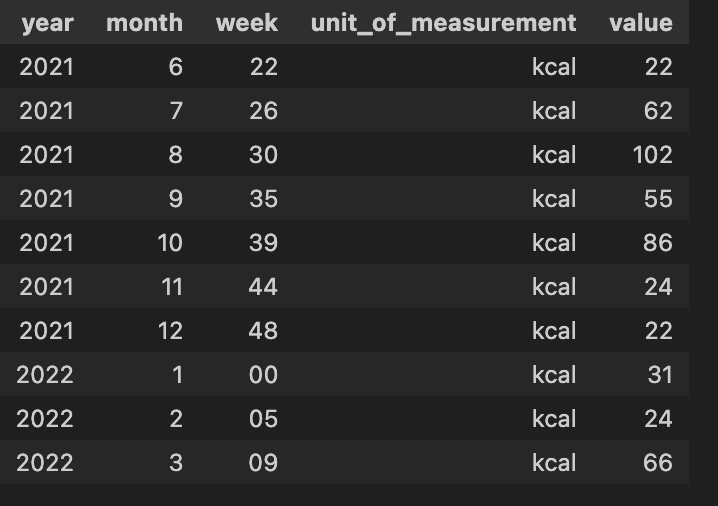 year month week unit_of_measurement value
2021 6 22 kcal 22
2021 7 26 kcal 62
2021 8 30 kcal 102
2021 9 35 kcal 55
2021 10 39 kcal 86
2021 11 44 kcal 24
2021 12 48 kcal 22
2022 1 00 kcal 31
2022 2 05 kcal 24
2022 3 09 kcal 66